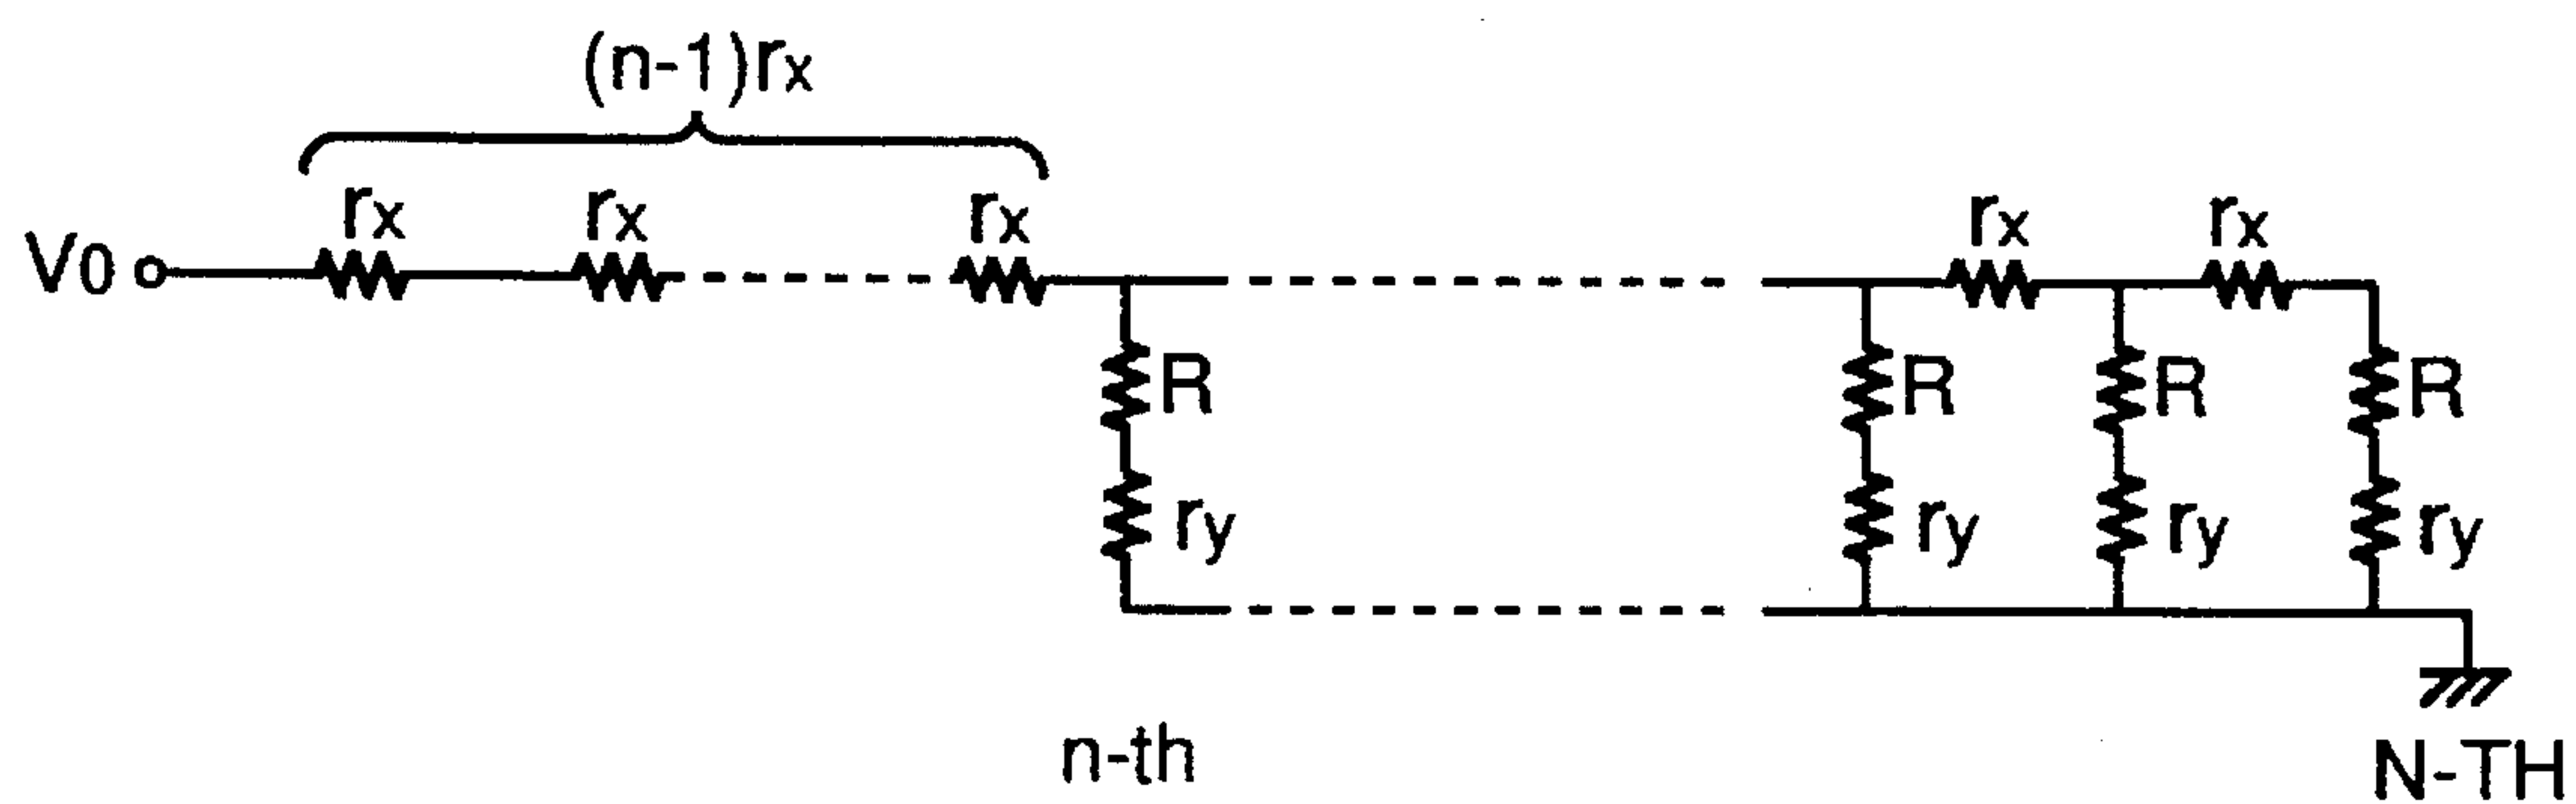 (n-1)rx
rx rx rx rx rx
V0
R R R R
ry ry ry ry
n-th
N-TH